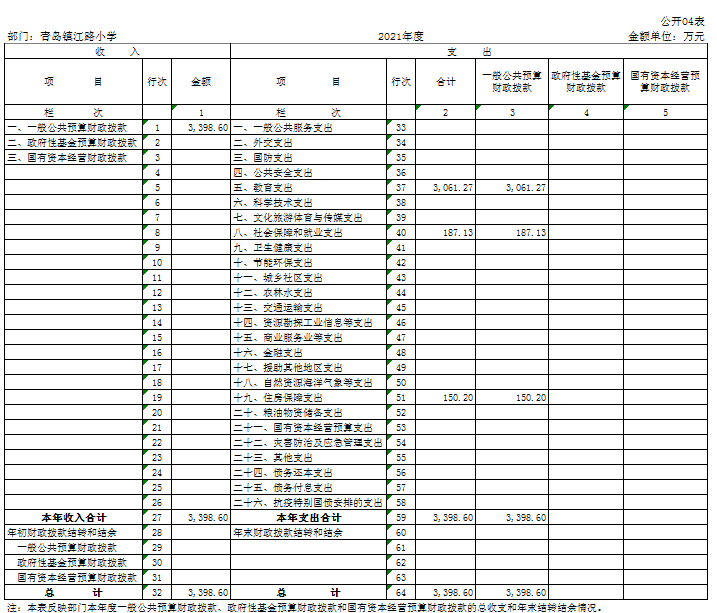 公开04表
部门：青岛镇江路小学 2021年度 金额单位：万元
收 入 支 出
项 目 行次 金额 项 目 行次 合计 一般公共预算财政拨款 政府性基金预算财政拨款 国有资本经营预算财政拨款
栏 次 1 栏 次 2 3 4 5
一、一般公共预算财政拨款 1 3,398.60 一、一般公共服务支出 33
二、政府性基金预算财政拨款 2 二、外交支出 34
三、国有资本经营财政拨款 3 三、国防支出 35
4 四、公共安全支出 36
5 五、教育支出 37 3,061.27 3,061.27
6 六、科学技术支出 38
7 七、文化旅游体育与传媒支出 39
8 八、社会保障和就业支出 40 187.13 187.13
9 九、卫生健康支出 41
10 十、节能环保支出 42
11 十一、城乡社区支出 43
12 十二、农林水支出 44
13 十三、交通运输支出 45
14 十四、资源勘探工业信息等支出 46
15 十五、商业服务业等支出 47
16 十六、金融支出 48
17 十七、援助其他地区支出 49
18 十八、自然资源海洋气象等支出 50
19 十九、住房保障支出 51 150.20 150.20
20 二十、粮油物资储备支出 52
21 二十一、国有资本经营预算支出 53
22 二十二、灾害防治及应急管理支出 54
23 二十三、其他支出 55
24 二十四、债务还本支出 56
25 二十五、债务付息支出 57
26 二十六、抗疫特别国债安排的支出 58
本年收入合计 27 3,398.60 本年支出合计 59 3,398.60 3,398.60
年初财政拨款结转和结余 28 年末财政拨款结转和结余 60
一般公共预算财政拨款 29 61
政府性基金预算财政拨款 30 62
国有资本经营预算财政拨款 31 63
总 计 32 3,398.60 总 计 64 3,398.60 3,398.60
注：本表反映部门本年度一般公共预算财政拨款、政府性基金预算财政拨款和国有资本经营预算财政拨款的总收支和年末结转结余情况。